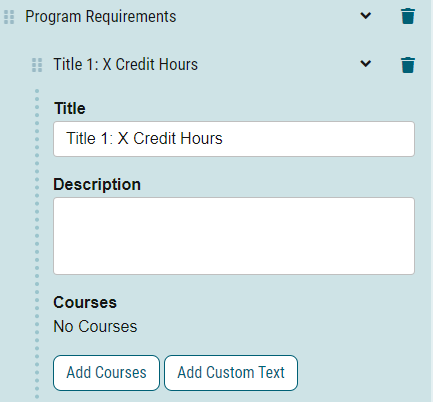 Program Requirements
Title 1: X Credit Hours
Title
Title 1: X Credit Hours
Description
Courses
No Courses
Add Courses Add Custom Text